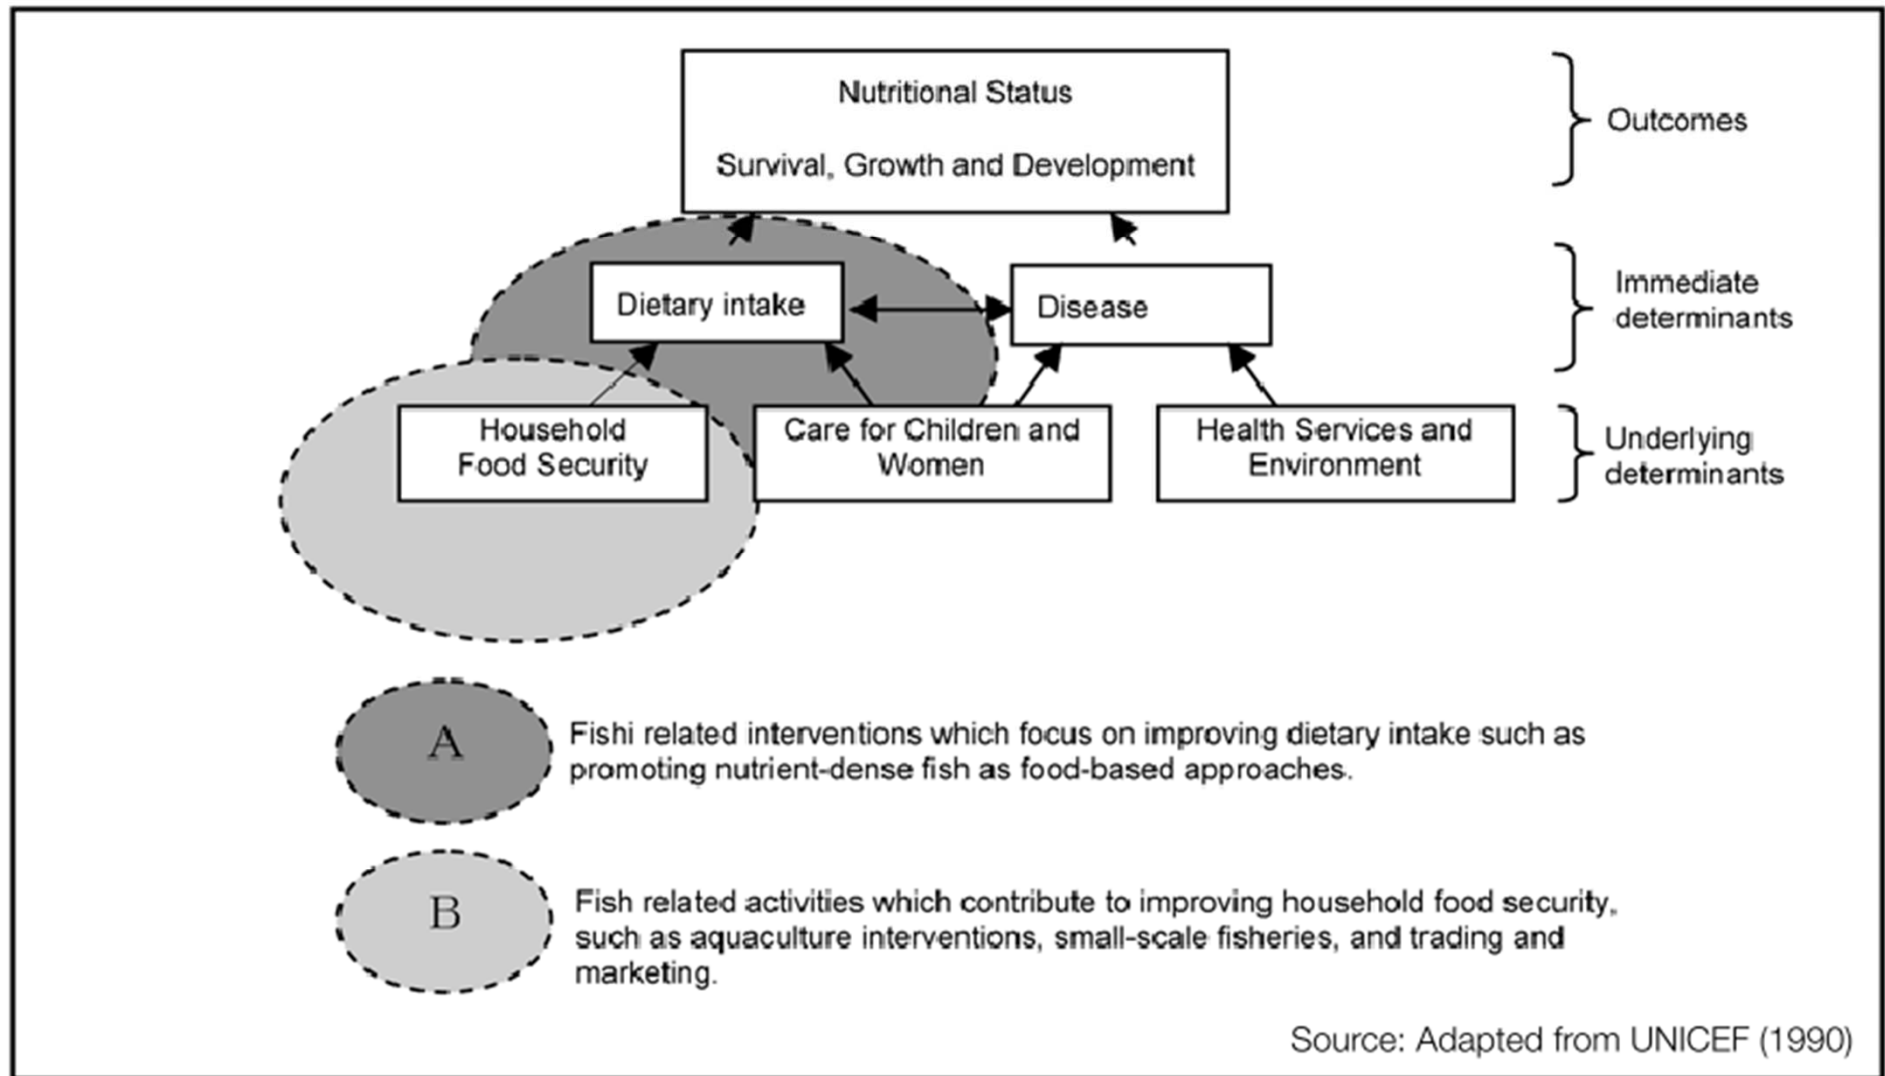 Nutritional Status
Survival, Growth and Development
Outcomes
Dietary intake
Disease
Immediate
determinants
Household
Food Security
Care for Children and
Women
Health Services and
Environment
Underlying
determinants
A
Fishi related interventions which focus on improving dietary intake such as
promoting nutrient-dense fish as food-based approaches.
B
Fish related activities which contribute to improving household food security,
such as aquaculture interventions, small-scale fisheries, and trading and
marketing.
Source: Adapted from UNICEF (1990)